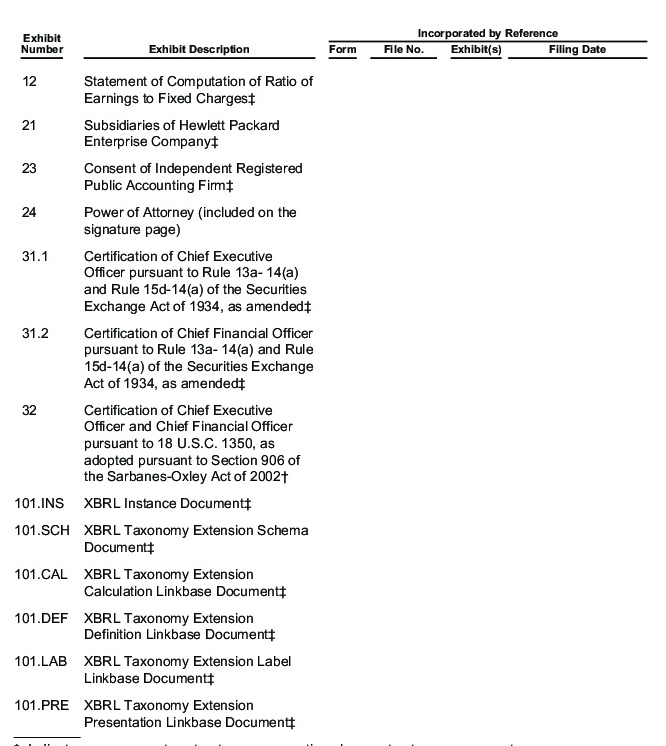 Incorporated by Reference
Exhibit
Number Exhibit Description Form File No. Exhibit(s) Filing Date
12 Statement of Computation of Ratio of
Earnings to Fixed Charges‡
21 Subsidiaries of Hewlett Packard
Enterprise Company‡
23 Consent of Independent Registered
Public Accounting Firm‡
24 Power of Attorney (included on the
signature page)
31.1 Certification of Chief Executive
Officer pursuant to Rule 13a- 14(a)
and Rule 15d-14(a) of the Securities
Exchange Act of 1934, as amended‡
31.2 Certification of Chief Financial Officer
pursuant to Rule 13a- 14(a) and Rule
15d-14(a) of the Securities Exchange
Act of 1934, as amended‡
32 Certification of Chief Executive
Officer and Chief Financial Officer
pursuant to 18 U.S.C. 1350, as
adopted pursuant to Section 906 of
the Sarbanes-Oxley Act of 2002†
101.INS XBRL Instance Document‡
101.SCH XBRL Taxonomy Extension Schema
Document‡
101.CAL XBRL Taxonomy Extension
Calculation Linkbase Document‡
101.DEF XBRL Taxonomy Extension
Definition Linkbase Document‡
101.LAB XBRL Taxonomy Extension Label
Linkbase Document‡
101.PRE XBRL Taxonomy Extension
Presentation Linkbase Document‡